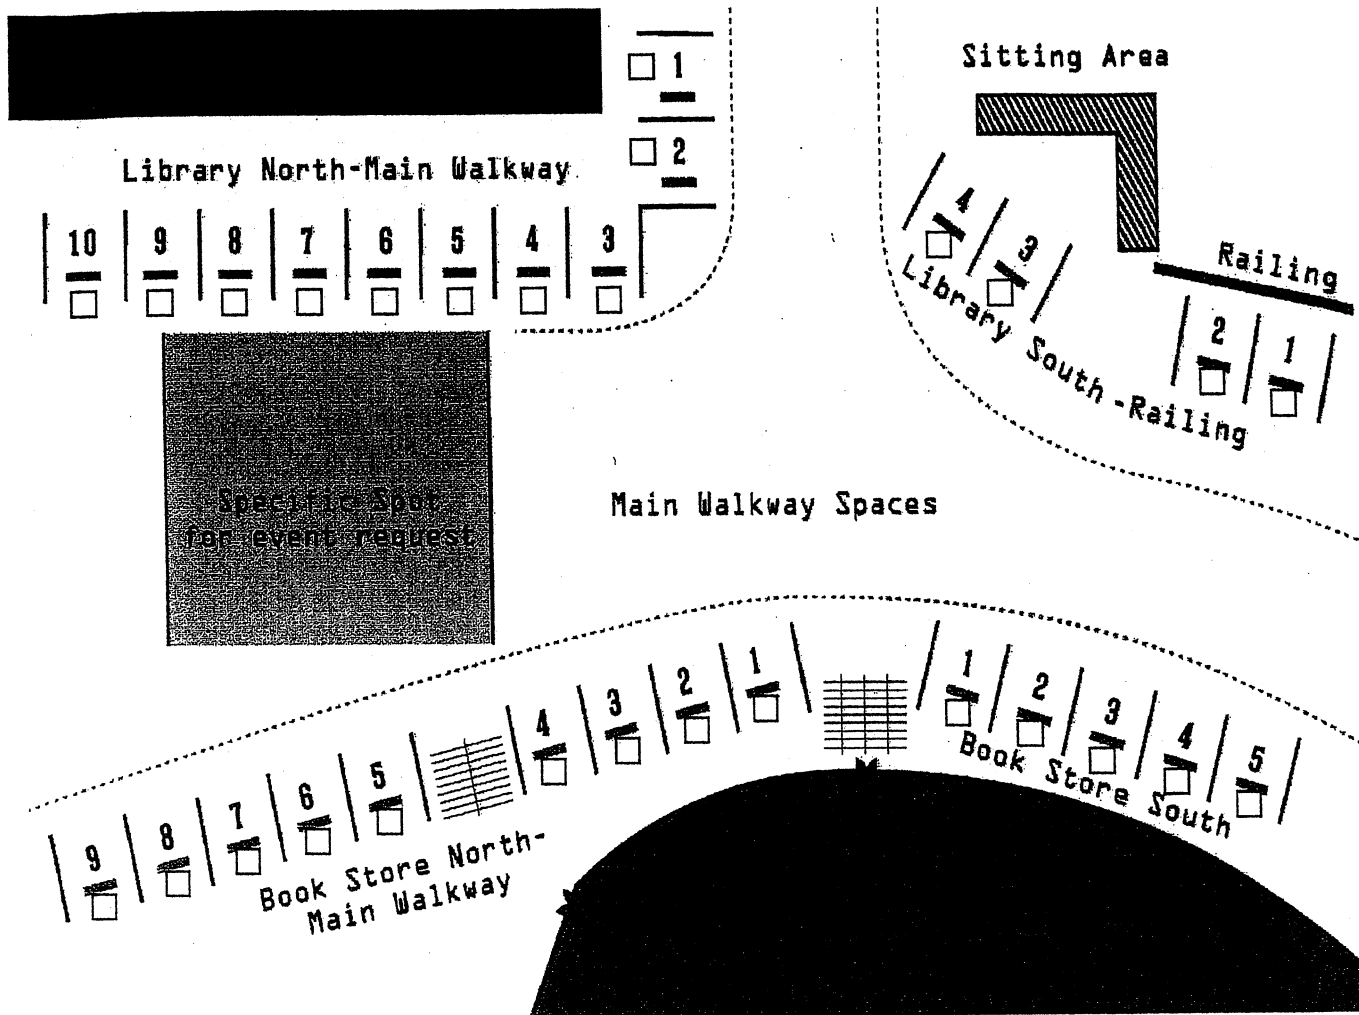 Sitting Area
1
2
Library North-Main Walkway
10 9 8 7 6 5 4 3
4 3
Library South-Railing
Railing
2 1
Specific Spot
for event request
Main Walkway Spaces
9 8 7 6 5 4 3 2 1
Book Store North-
Main Walkway
1 2 3 4 5
Book Store South